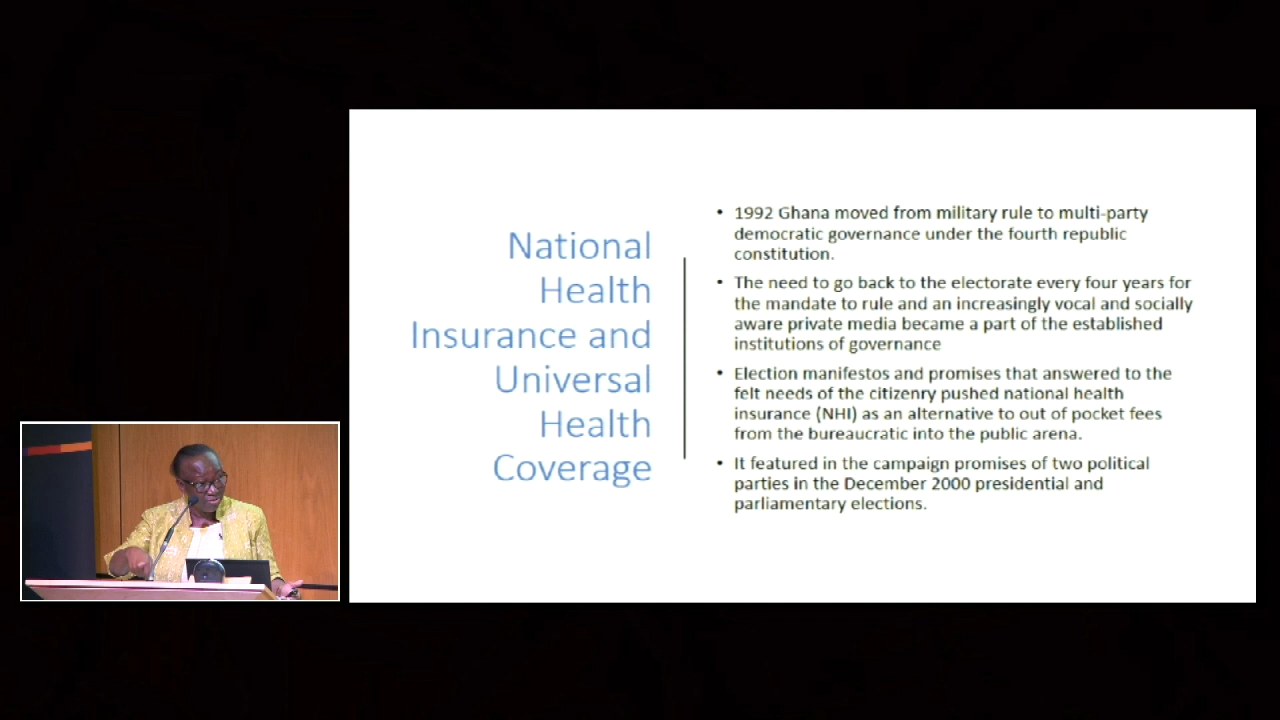 National
Health
Insurance and
Universal
Health
Coverage
• 1992 Ghana moved from military rule to multi-party
democratic governance under the fourth republic
constitution.
• The need to go back to the electorate every four years for
the mandate to rule and an increasingly vocal and socially
aware private media became a part of the established
institutions of governance
• Election manifestos and promises that answered to the
felt needs of the citizenry pushed national health
insurance (NHI) as an alternative to out of pocket fees
from the bureaucratic into the public arena.
• It featured in the campaign promises of two political
parties in the December 2000 presidential and
parliamentary elections.